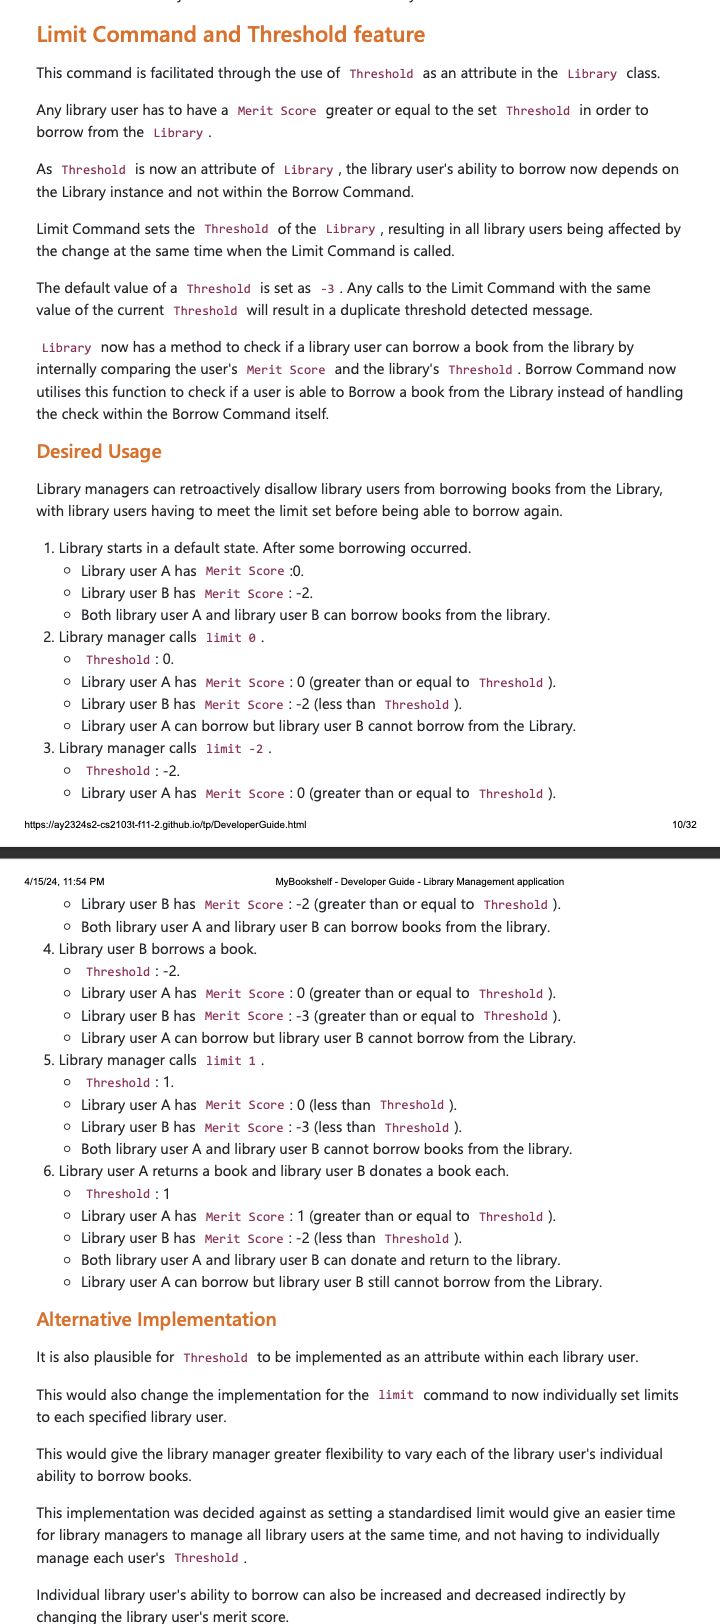 Limit Command and Threshold feature
This command is facilitated through the use of Threshold as an attribute in the Library class.
Any library user has to have a Merit Score greater or equal to the set Threshold in order to
borrow from the Library .
As Threshold is now an attribute of Library , the library user's ability to borrow now depends on
the Library instance and not within the Borrow Command.
Limit Command sets the Threshold of the Library , resulting in all library users being affected by
the change at the same time when the Limit Command is called.
The default value of a Threshold is set as -3 . Any calls to the Limit Command with the same
value of the current Threshold will result in a duplicate threshold detected message.
Library now has a method to check if a library user can borrow a book from the library by
internally comparing the user's Merit Score and the library's Threshold . Borrow Command now
utilises this function to check if a user is able to Borrow a book from the Library instead of handling
the check within the Borrow Command itself.
Desired Usage
Library managers can retroactively disallow library users from borrowing books from the Library,
with library users having to meet the limit set before being able to borrow again.
1. Library starts in a default state. After some borrowing occurred.
○ Library user A has Merit Score :0.
○ Library user B has Merit Score : -2.
○ Both library user A and library user B can borrow books from the library.
2. Library manager calls limit 0 .
○ Threshold : 0.
○ Library user A has Merit Score : 0 (greater than or equal to Threshold ).
○ Library user B has Merit Score : -2 (less than Threshold ).
○ Library user A can borrow but library user B cannot borrow from the Library.
3. Library manager calls limit -2 .
○ Threshold : -2.
○ Library user A has Merit Score : 0 (greater than or equal to Threshold ).
https://ay2324s2-cs2103t-f11-2.github.io/tp/DeveloperGuide.html 10/32
4/15/24, 11:54 PM MyBookshelf - Developer Guide - Library Management application
○ Library user B has Merit Score : -2 (greater than or equal to Threshold ).
○ Both library user A and library user B can borrow books from the library.
4. Library user B borrows a book.
○ Threshold : -2.
○ Library user A has Merit Score : 0 (greater than or equal to Threshold ).
○ Library user B has Merit Score : -3 (greater than or equal to Threshold ).
○ Library user A can borrow but library user B cannot borrow from the Library.
5. Library manager calls limit 1 .
○ Threshold : 1.
○ Library user A has Merit Score : 0 (less than Threshold ).
○ Library user B has Merit Score : -3 (less than Threshold ).
○ Both library user A and library user B cannot borrow books from the library.
6. Library user A returns a book and library user B donates a book each.
○ Threshold : 1
○ Library user A has Merit Score : 1 (greater than or equal to Threshold ).
○ Library user B has Merit Score : -2 (less than Threshold ).
○ Both library user A and library user B can donate and return to the library.
○ Library user A can borrow but library user B still cannot borrow from the Library.
Alternative Implementation
It is also plausible for Threshold to be implemented as an attribute within each library user.
This would also change the implementation for the limit command to now individually set limits
to each specified library user.
This would give the library manager greater flexibility to vary each of the library user's individual
ability to borrow books.
This implementation was decided against as setting a standardised limit would give an easier time
for library managers to manage all library users at the same time, and not having to individually
manage each user's Threshold .
Individual library user's ability to borrow can also be increased and decreased indirectly by
changing the library user's merit score.